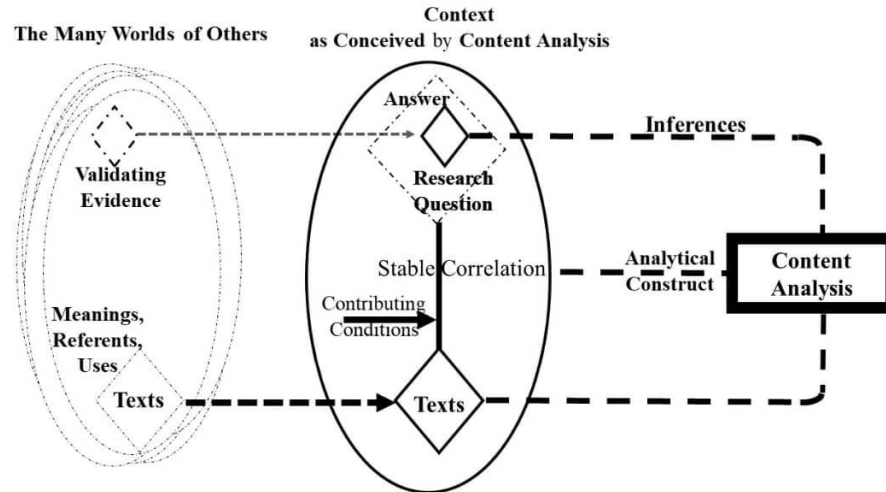 Context
as Conceived by Content Analysis
The Many Worlds of Others
Answer
Inferences
Validating
Evidence
Research
Question
Stable Correlation
Analytical
Construct
Content
Analysis
Contributing
Conditions
Meanings,
Referents,
Uses
Texts
Texts